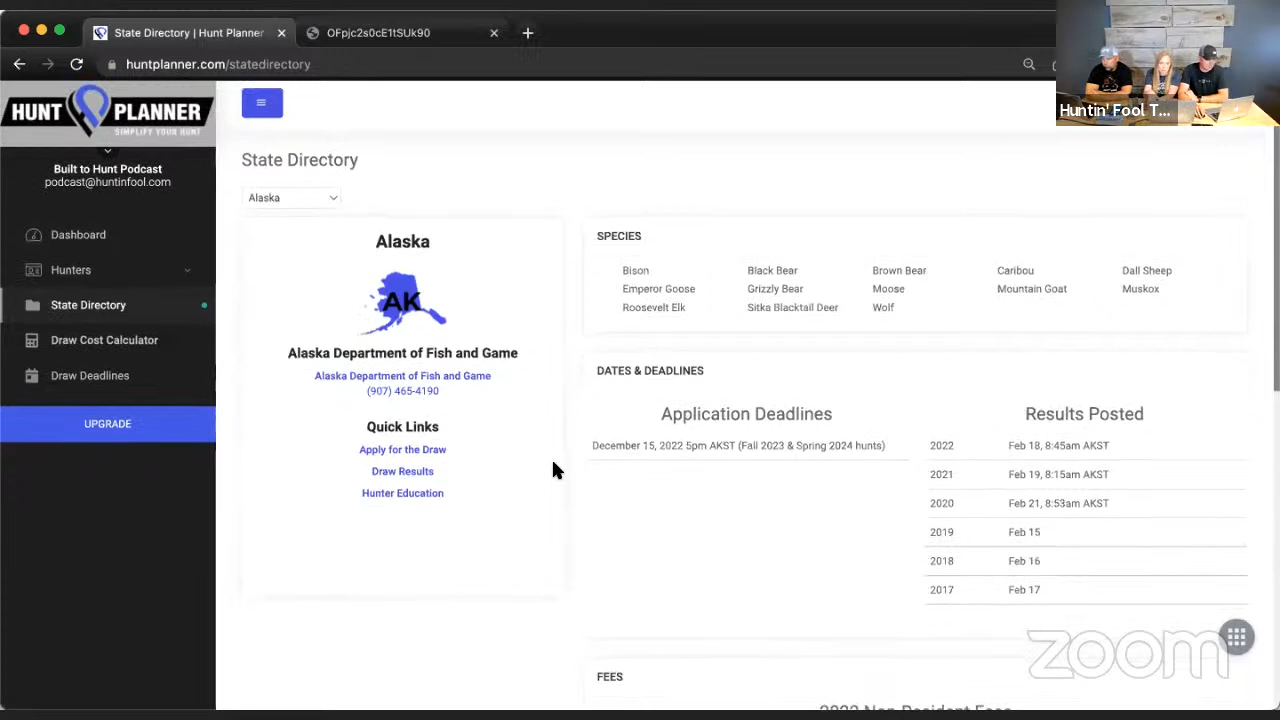 State Directory | Hunt Planner
OFpjc2s0cE1tSUk90
huntplanner.com/statedirectory
Huntin' Fool T...
HUNT PLANNER
SIMPLIFY YOUR HUNT
Built to Hunt Podcast
podcast@huntinfool.com
Dashboard
Hunters
State Directory
Draw Cost Calculator
Draw Deadlines
UPGRADE
State Directory
Alaska
Alaska
AK
Alaska Department of Fish and Game
Alaska Department of Fish and Game
(907) 465-4190
Quick Links
Apply for the Draw
Draw Results
Hunter Education
SPECIES
Bison Black Bear Brown Bear Caribou Dall Sheep
Emperor Goose Grizzly Bear Moose Mountain Goat Muskox
Roosevelt Elk Sitka Blacktail Deer Wolf
DATES & DEADLINES
Application Deadlines
December 15, 2022 5pm AKST (Fall 2023 & Spring 2024 hunts)
Results Posted
2022 Feb 18, 8:45am AKST
2021 Feb 19, 8:15am AKST
2020 Feb 21, 8:53am AKST
2019 Feb 15
2018 Feb 16
2017 Feb 17
zoom
FEES
Non Resident Fees